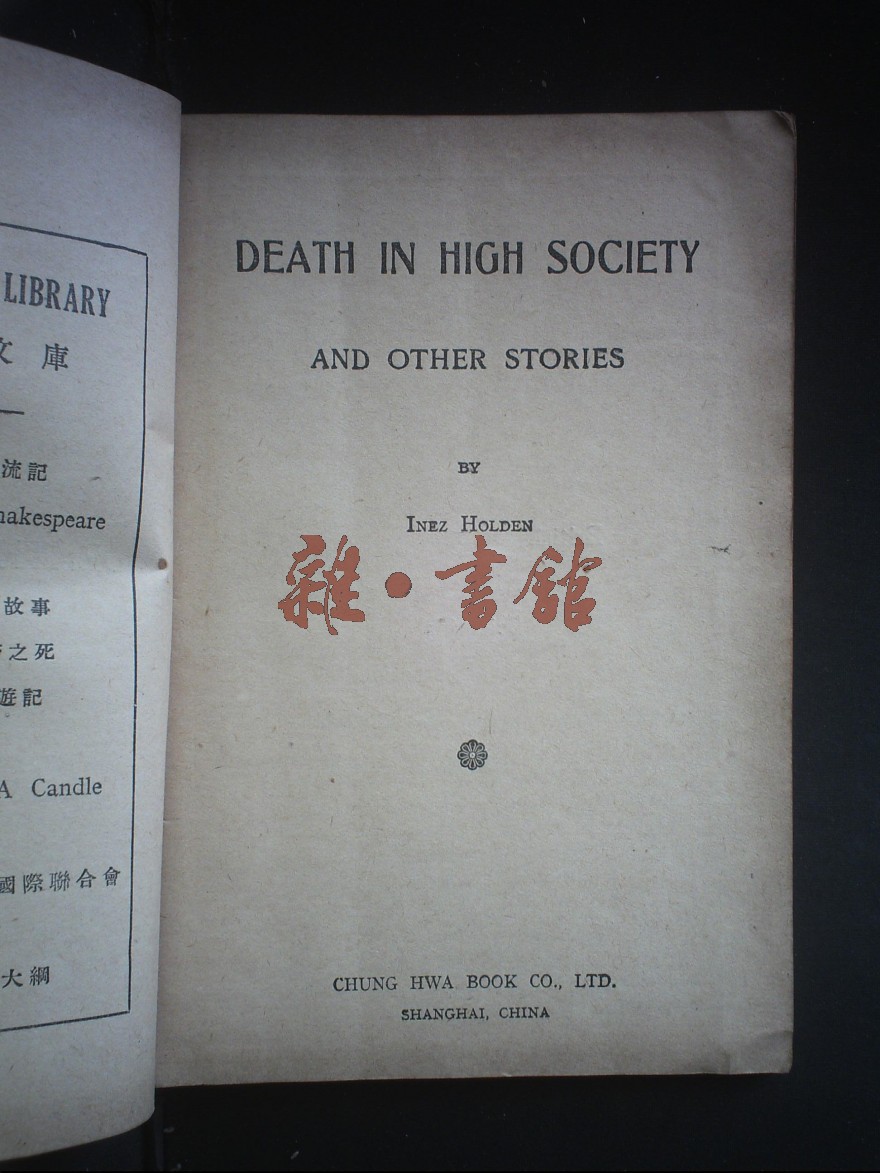 LIBRARY
文庫
流記
hakespeare
故事
之死
遊記
A Candle
國際聯合會
大綱
DEATH IN HIGH SOCIETY
AND OTHER STORIES
BY
INEZ HOLDEN
雜·書館
CHUNG HWA BOOK CO., LTD.
SHANGHAI, CHINA